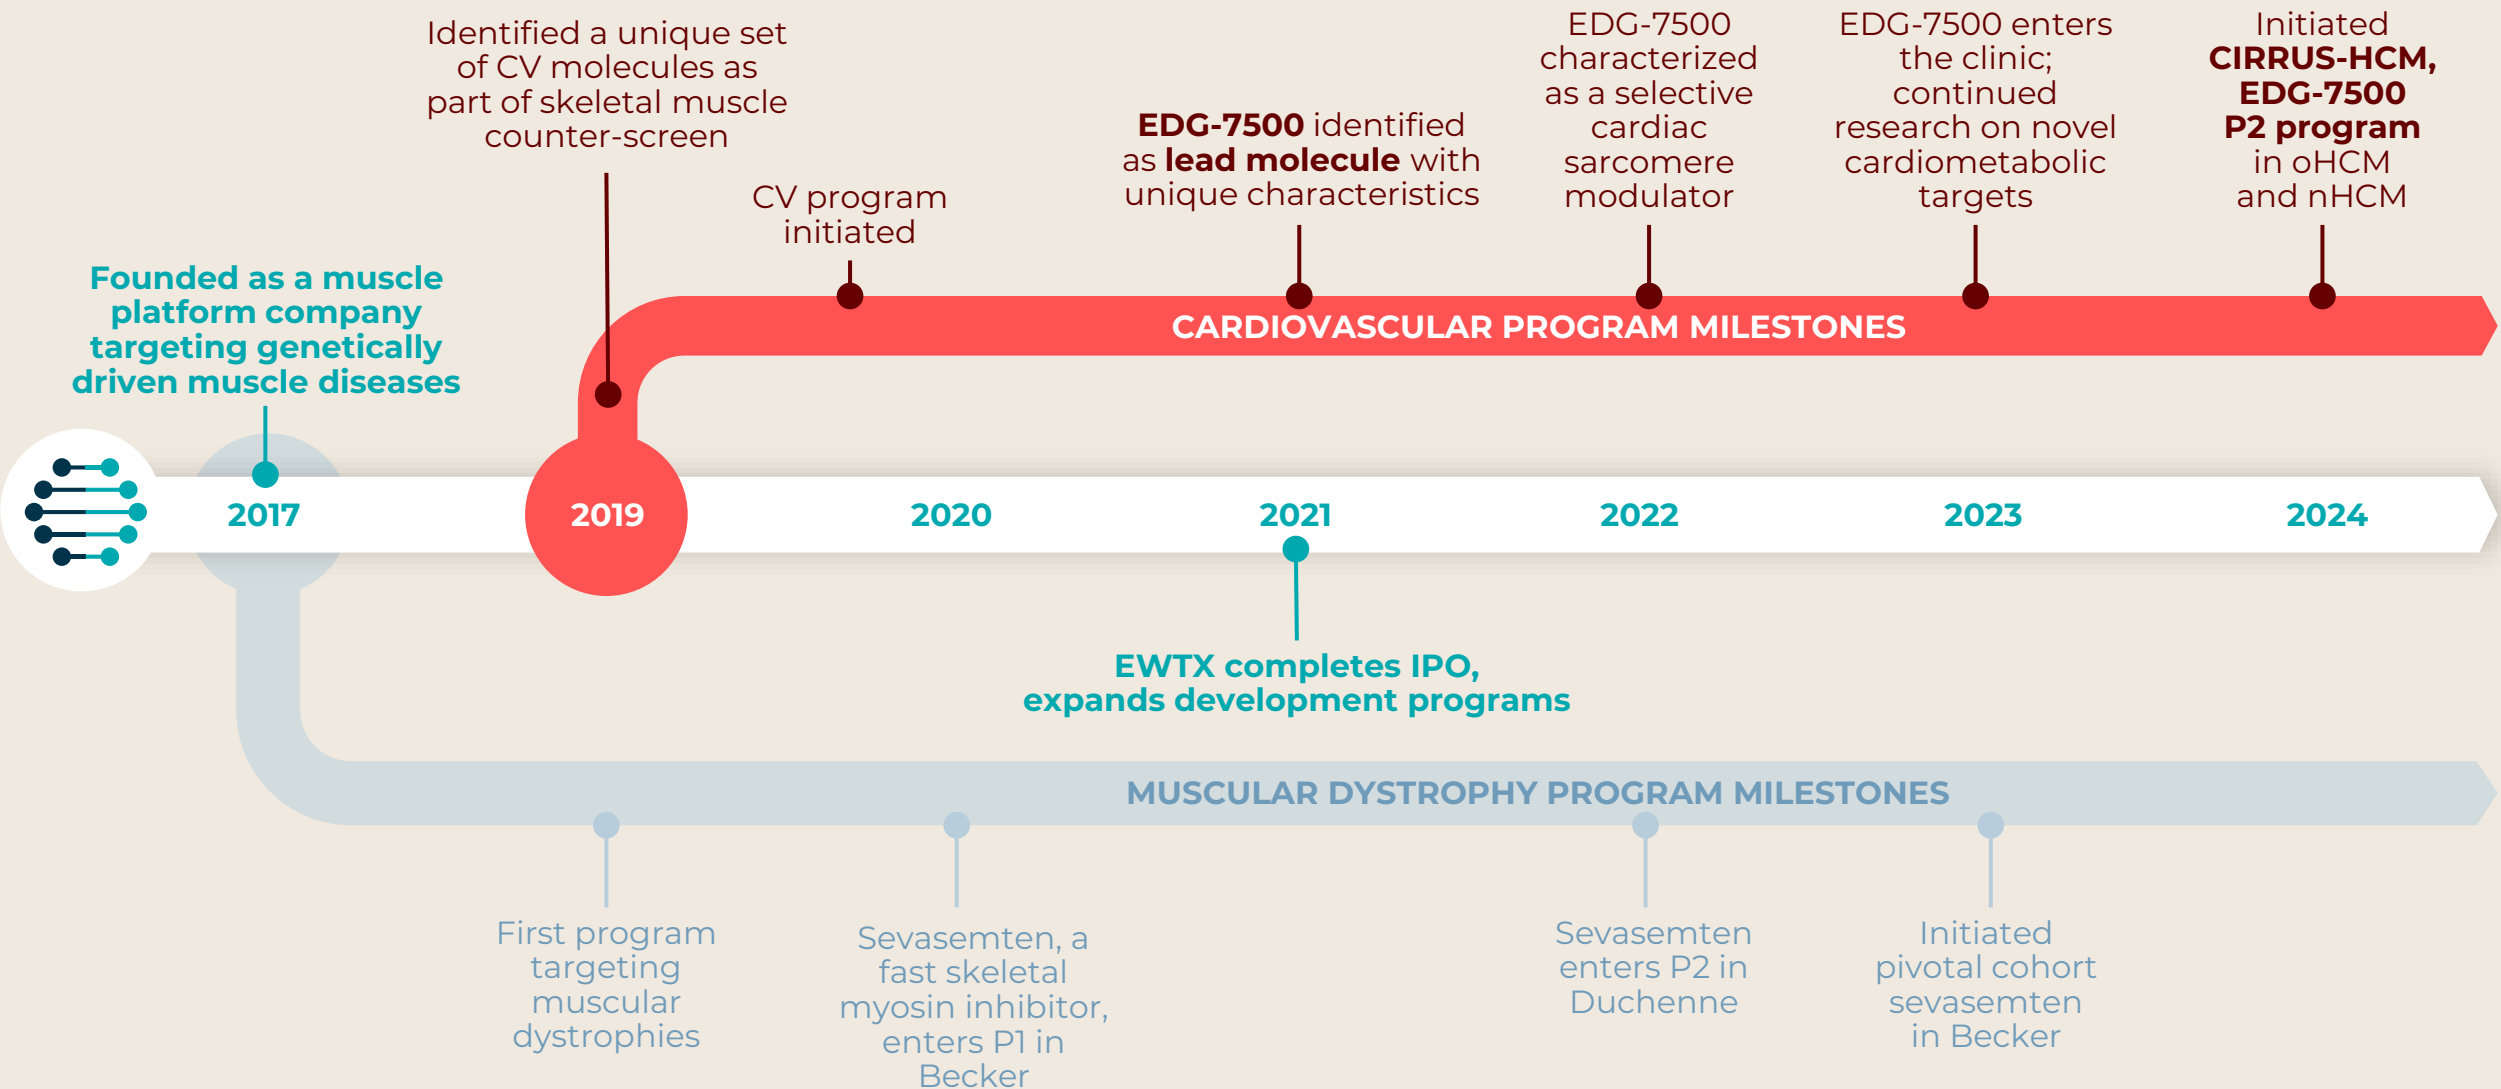 Identified a unique set
of CV molecules as
part of skeletal muscle
counter-screen
CV program
initiated
EDG-7500 identified
as lead molecule with
unique characteristics
EDG-7500
characterized
as a selective
cardiac
sarcomere
modulator
EDG-7500 enters
the clinic;
continued
research on novel
cardiometabolic
targets
Initiated
CIRRUS-HCM,
EDG-7500
P2 program
in oHCM
and nHCM
Founded as a muscle
platform company
targeting genetically
driven muscle diseases
CARDIOVASCULAR PROGRAM MILESTONES
2017
2019
2020
2021
2022
2023
2024
EWTX completes IPO,
expands development programs
MUSCULAR DYSTROPHY PROGRAM MILESTONES
First program
targeting
muscular
dystrophies
Sevasemten, a
fast skeletal
myosin inhibitor,
enters P1 in
Becker
Sevasemten
enters P2 in
Duchenne
Initiated
pivotal cohort
sevasemten
in Becker